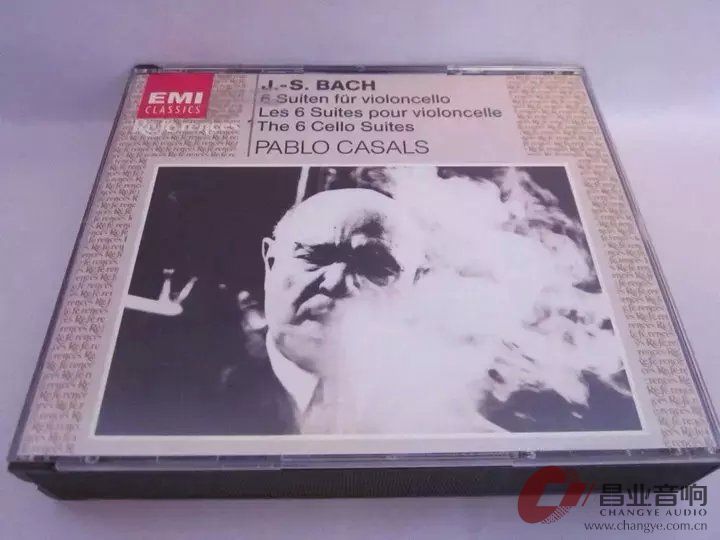 EMI
CLASSICS
References
J.-S. BACH
6 Suiten für violoncello
Les 6 Suites pour violoncelle
The 6 Cello Suites
PABLO CASALS
昌业音响
CHANGYE AUDIO
www.changye.com.cn